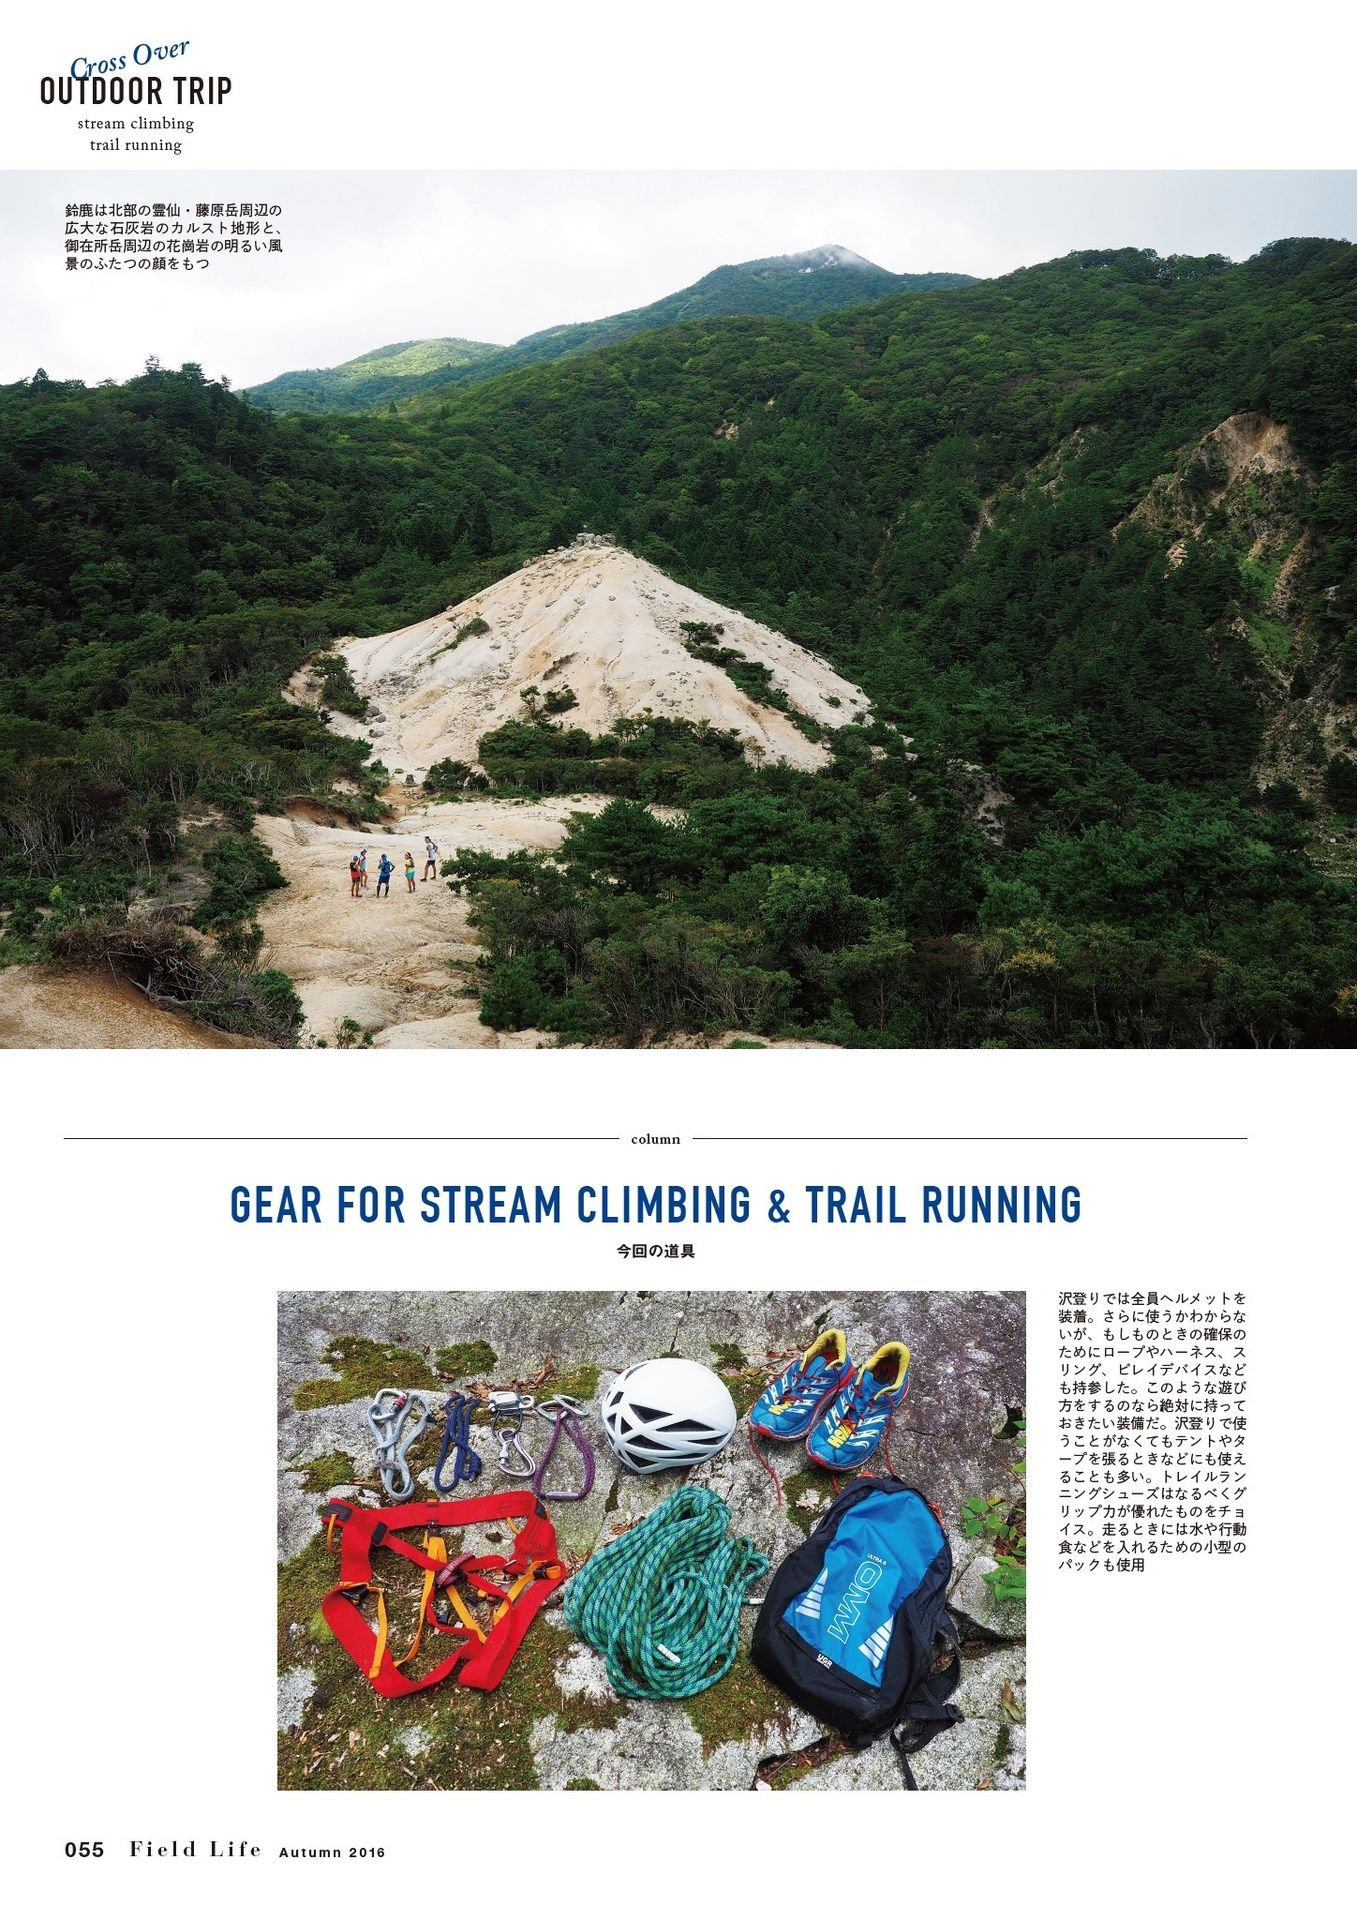 Cross Over
OUTDOOR TRIP
stream climbing
trail running
鈴鹿は北部の霊仙・藤原岳周辺の
広大な石灰岩のカルスト地形と、
御在所岳周辺の花崗岩の明るい風
景のふたつの顔をもつ
column
GEAR FOR STREAM CLIMBING & TRAIL RUNNING
今回の道具
沢登りでは全員ヘルメットを
装着。さらに使うかわからな
いが、もしものときの確保の
ためにロープやハーネス、ス
リング、ビレイデバイスなど
も持参した。このような遊び
方をするのなら絶対に持って
おきたい装備だ。沢登りで使
うことがなくてもテントやタ
ープを張るときなどにも使え
ることも多い。トレイルラン
ニングシューズはなるべくグ
リップ力が優れたものをチョ
イス。走るときには水や行動
食などを入れるための小型の
パックも使用
ULTRA 8
OMM
UGR
055 Field Life Autumn 2016